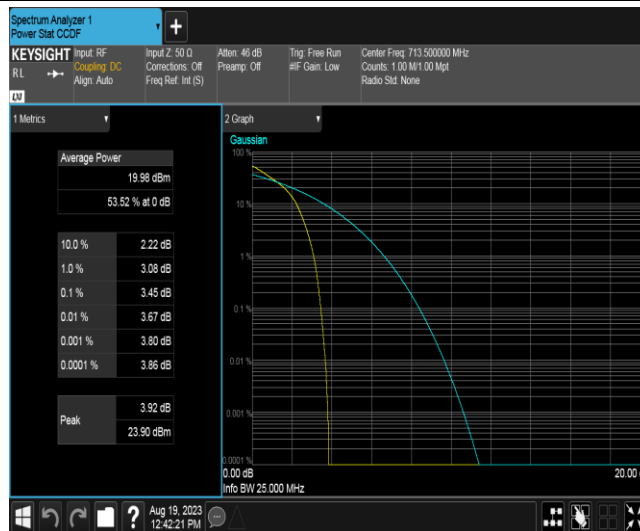 Spectrum Analyzer 1
Power Stat CCDF
+
KEYSIGHT
RL
LXI
Input: RF
Coupling: DC
Align: Auto
Input Z: 50 Ω
Corrections: Off
Freq Ref: Int (S)
Atten: 46 dB
Preamp: Off
Trig: Free Run
#IF Gain: Low
Center Freq: 713.500000 MHz
Counts: 1.00 M/1.00 Mpt
Radio Std: None
1 Metrics
Average Power
19.98 dBm
53.52 % at 0 dB
10.0 % 2.22 dB
1.0 % 3.08 dB
0.1 % 3.45 dB
0.01 % 3.67 dB
0.001 % 3.80 dB
0.0001 % 3.86 dB
Peak
3.92 dB
23.90 dBm
2 Graph
Gaussian
100 %
10 %
1 %
0.1 %
0.01 %
0.001 %
0.0001 %
0.00 dB
20.00
Info BW 25.000 MHz
?
Aug 19, 2023
12:42:21 PM